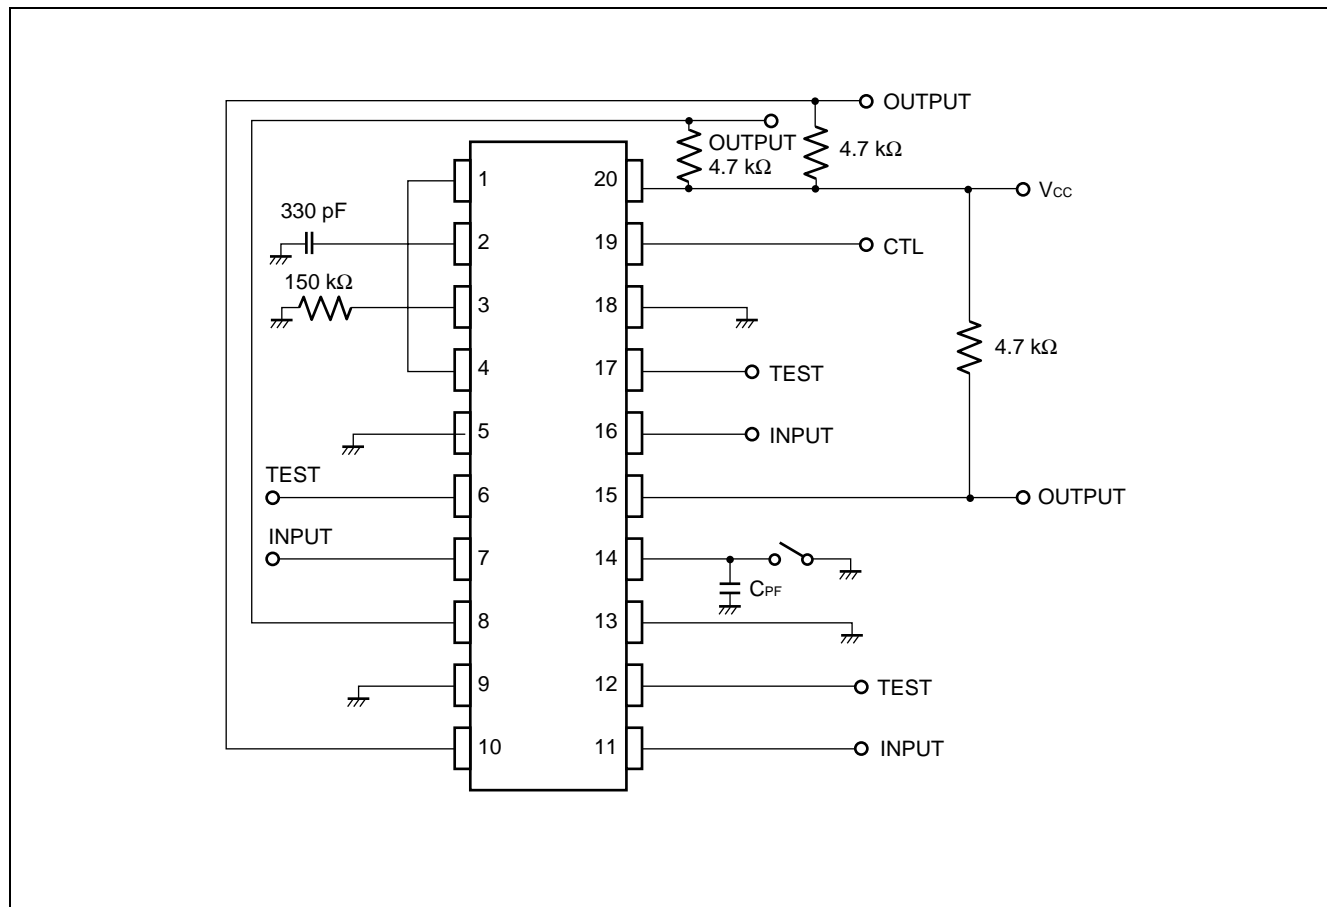 OUTPUT
OUTPUT
4.7 kΩ
4.7 kΩ
1
20
VCC
330 pF
2
19
CTL
150 kΩ
3
18
4
17
TEST
4.7 kΩ
5
16
INPUT
TEST
6
15
OUTPUT
INPUT
7
14
CPF
8
13
9
12
TEST
10
11
INPUT